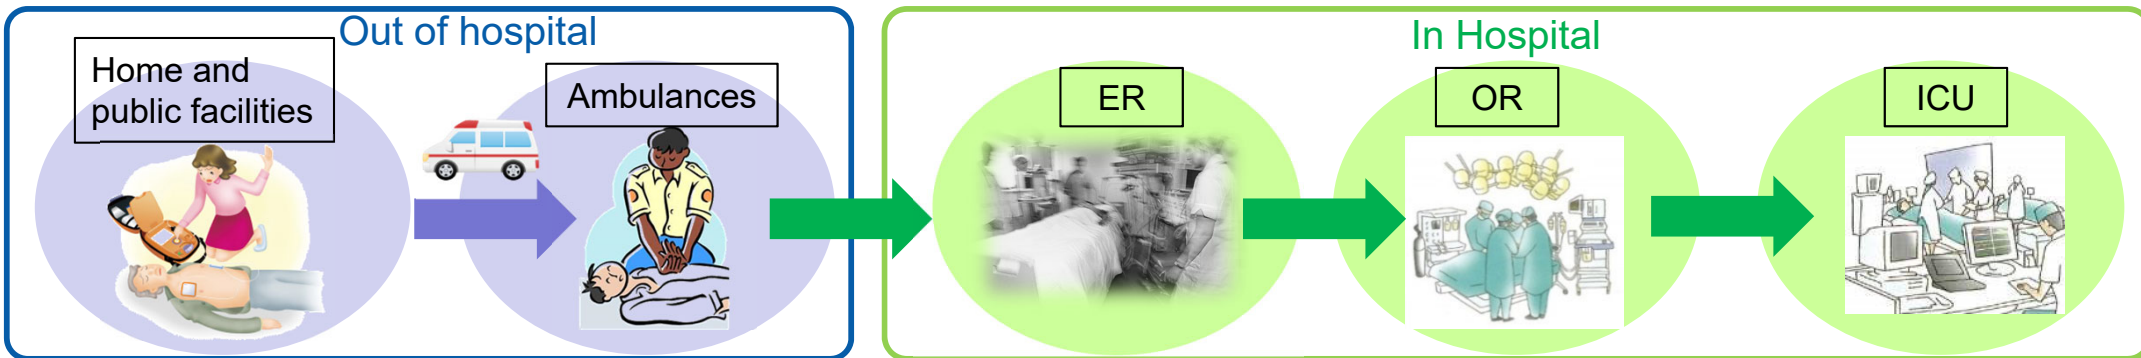 Out of hospital
Home and
public facilities
Ambulances
In Hospital
ER
OR
ICU